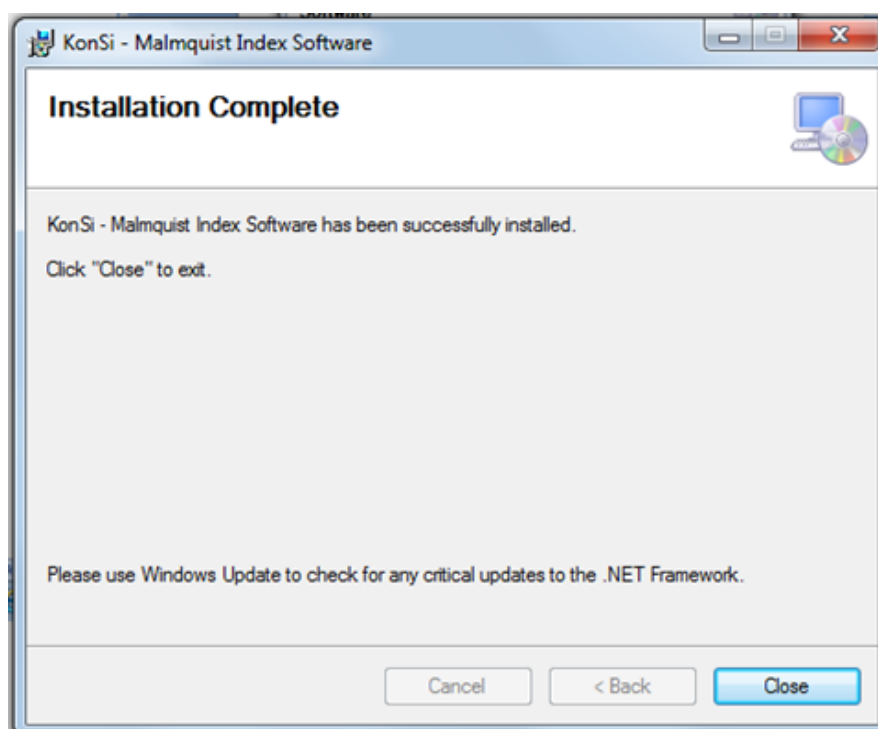 KonSi - Malmquist Index Software
Installation Complete
KonSi - Malmquist Index Software has been successfully installed.
Click "Close" to exit.
Please use Windows Update to check for any critical updates to the .NET Framework.
Cancel
< Back
Close